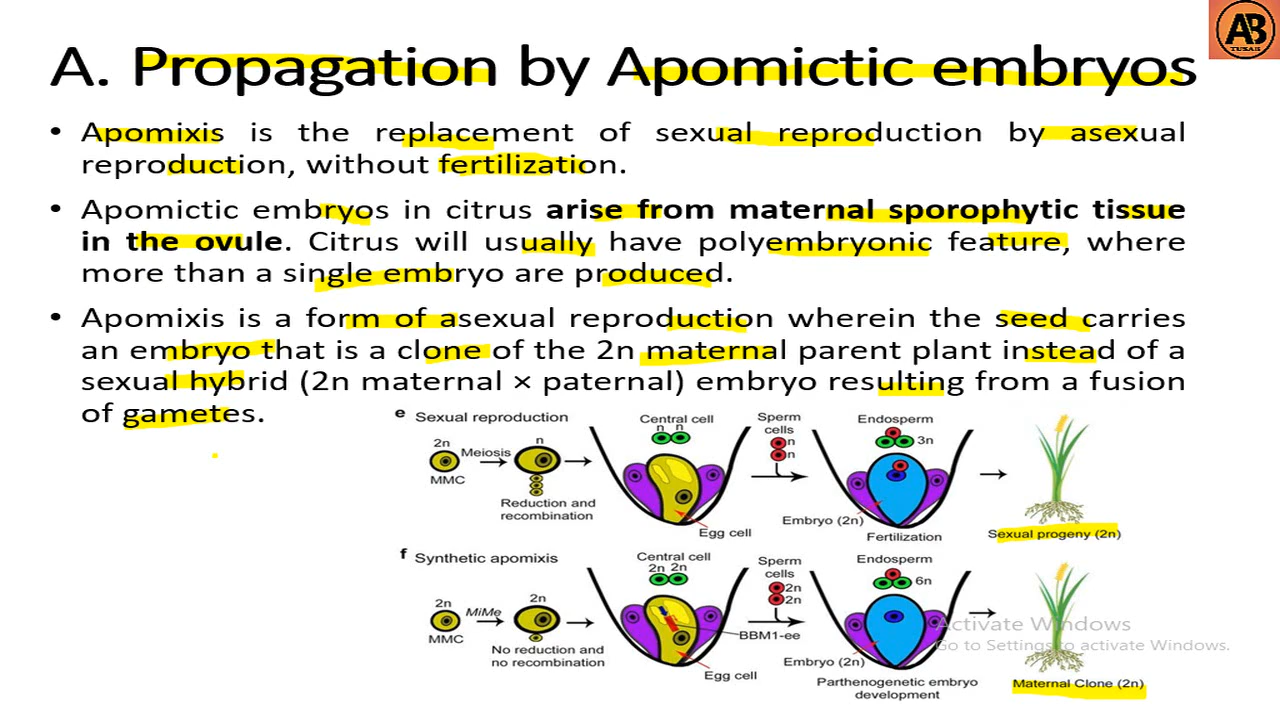 AB
TUSAR
A. Propagation by Apomictic embryos
• Apomixis is the replacement of sexual reproduction by asexual
reproduction, without fertilization.
• Apomictic embryos in citrus arise from maternal sporophytic tissue
in the ovule. Citrus will usually have polyembryonic feature, where
more than a single embryo are produced.
• Apomixis is a form of asexual reproduction wherein the seed carries
an embryo that is a clone of the 2n maternal parent plant instead of a
sexual hybrid (2n maternal × paternal) embryo resulting from a fusion
of gametes.
e Sexual reproduction
2n
MMC
Meiosis
n
Reduction and
recombination
Central cell
n n
Egg cell
Sperm
cells
n
n
Endosperm
3n
Embryo (2n)
Fertilization
Sexual progeny (2n)
f Synthetic apomixis
2n
MMC
MiMe
2n
No reduction and
no recombination
Central cell
2n 2n
BBM1-ee
Egg cell
Sperm
cells
2n
2n
Endosperm
6n
Embryo (2n)
Parthenogenetic embryo
development
Maternal Clone (2n)
Activate Windows
Go to Settings to activate Windows.